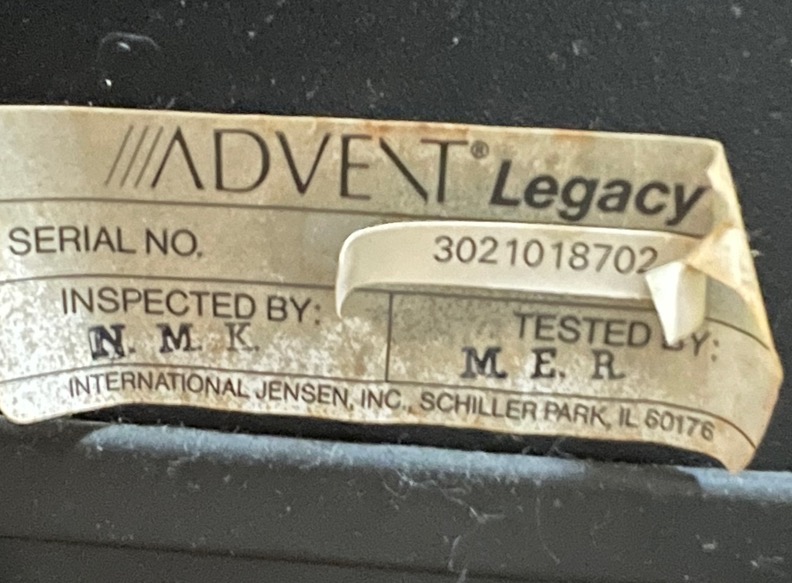 ///ADVENT® Legacy
SERIAL NO. 3021018702
INSPECTED BY: TESTED BY:
N. M. K. M. E. R.
INTERNATIONAL JENSEN, INC., SCHILLER PARK, IL 60176